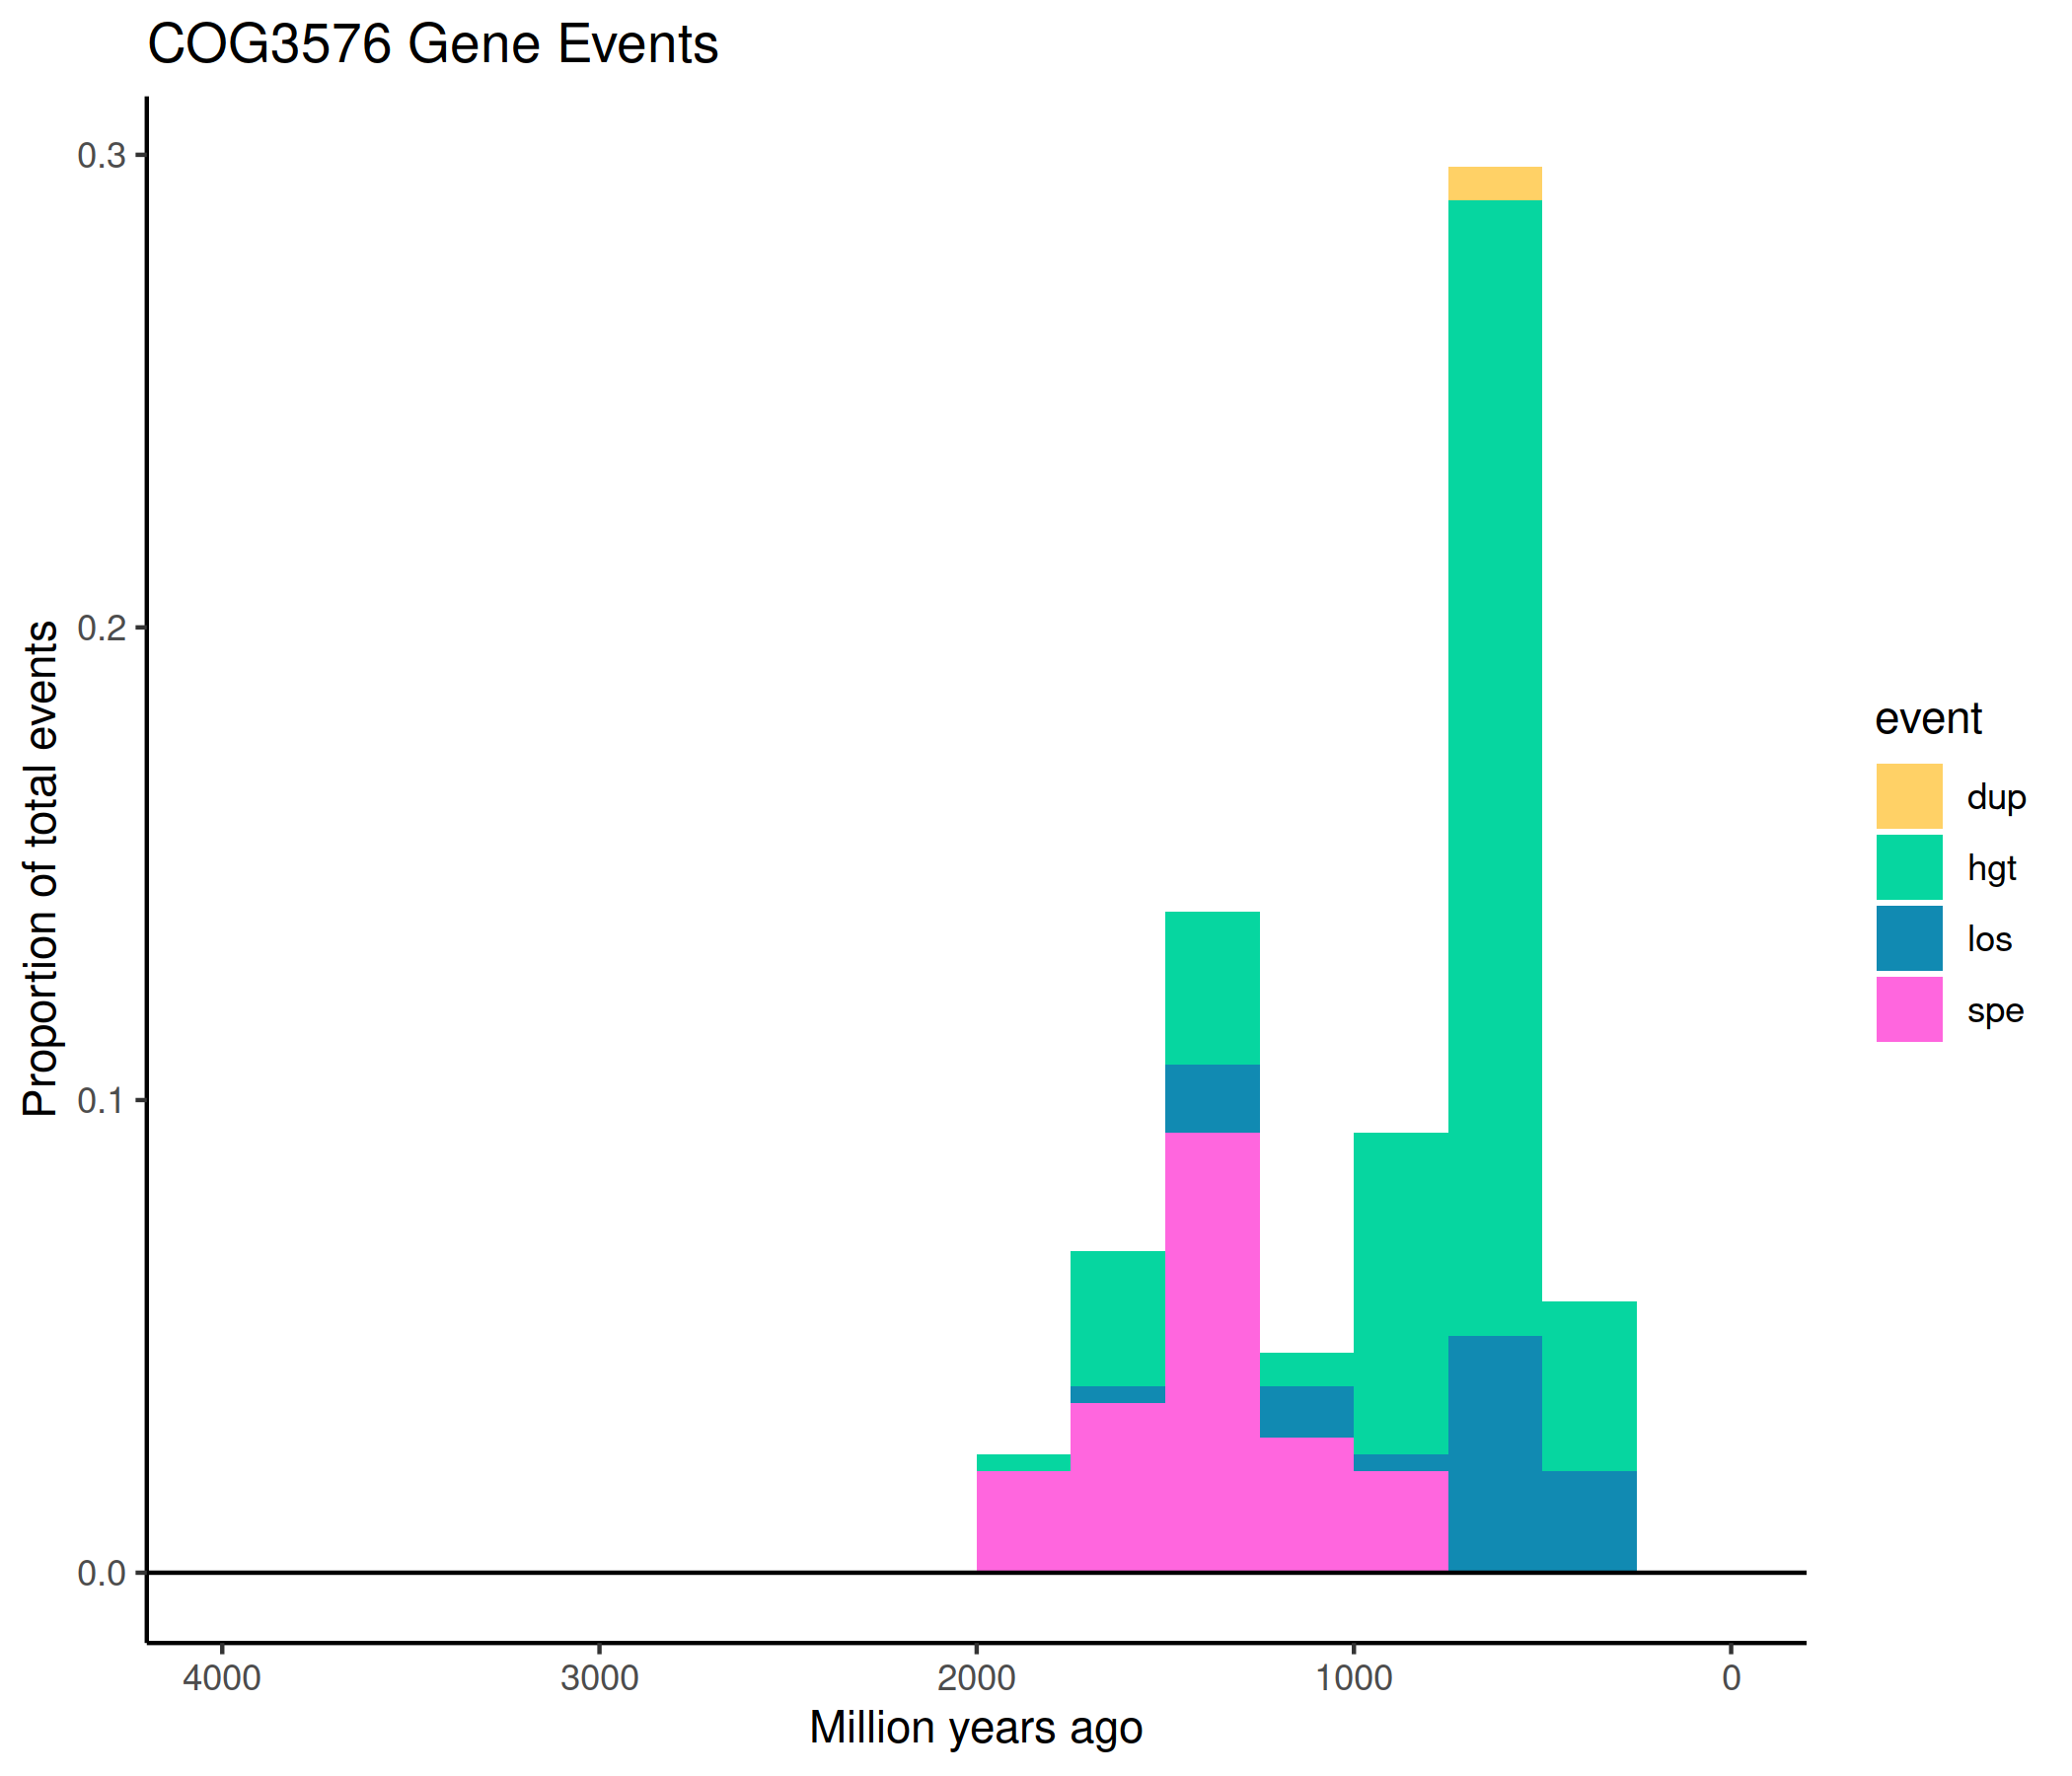 COG3576 Gene Events
Proportion of total events
0.3
0.2
0.1
0.0
4000 3000 2000 1000 0
Million years ago
event
dup
hgt
los
spe